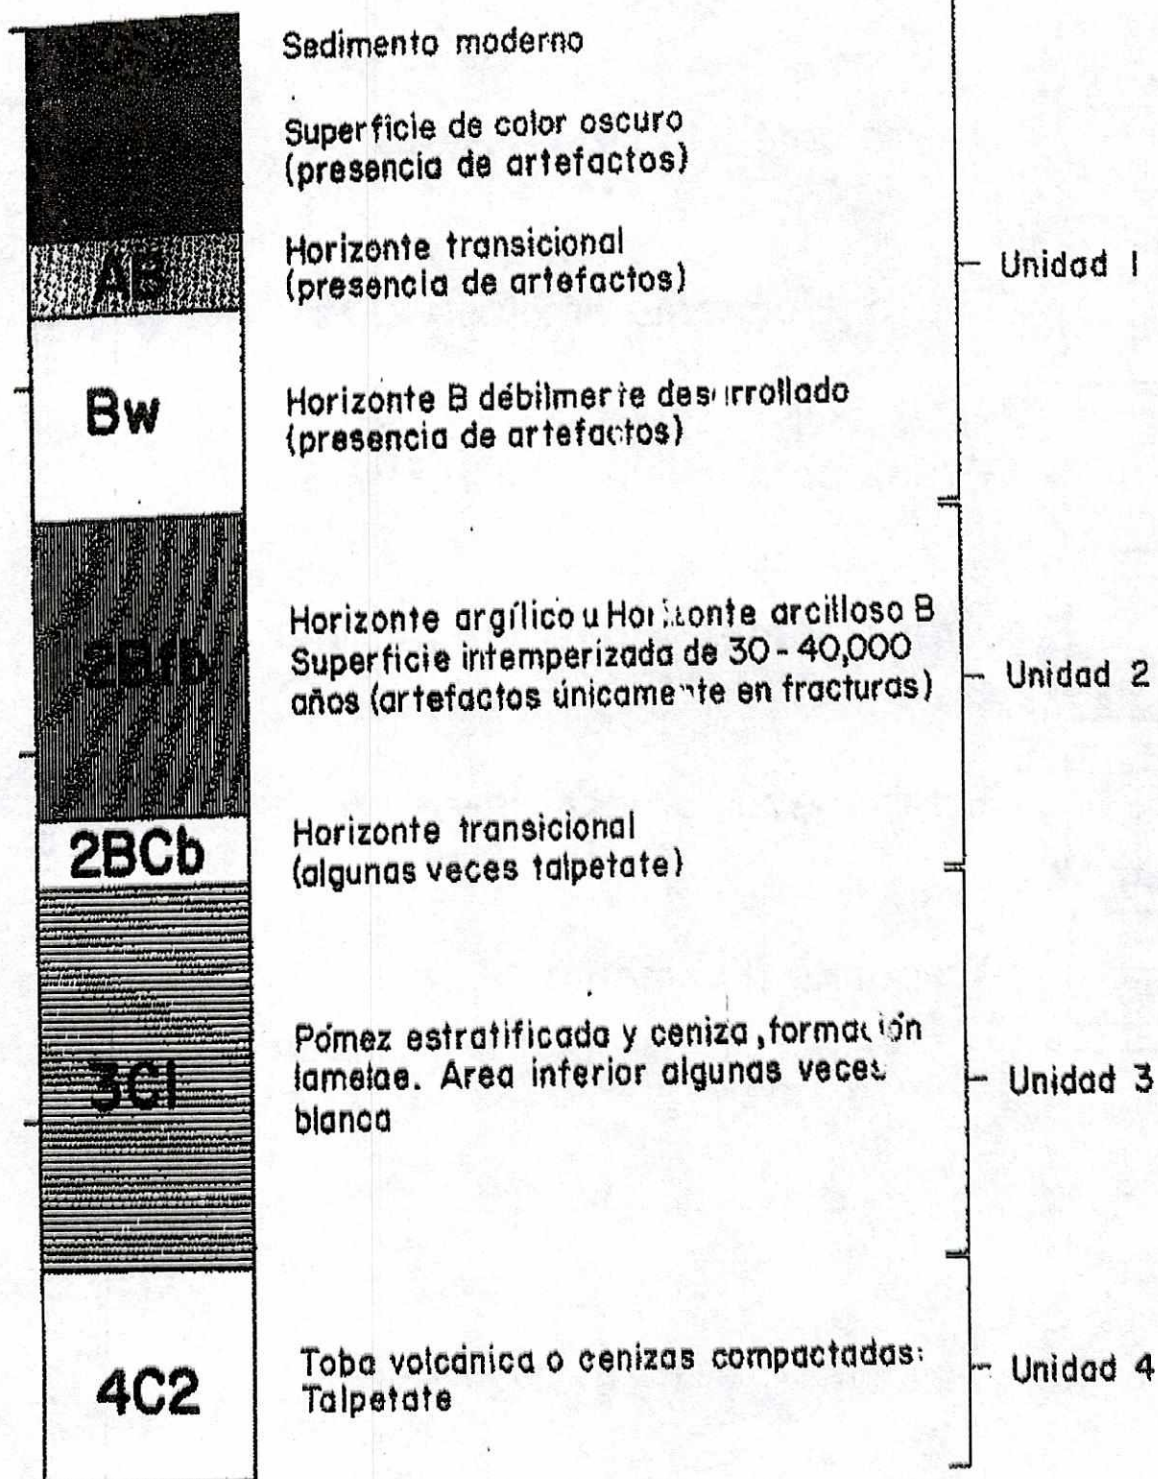 Sedimento moderno
Superficie de color oscuro
(presencia de artefactos)
AB
Horizonte transicional
(presencia de artefactos)
Unidad 1
Bw
Horizonte B débilmente desarrollado
(presencia de artefactos)
2Btb
Horizonte argílico u Horizonte arcilloso B
Superficie intemperizada de 30 - 40,000
años (artefactos únicamente en fracturas)
Unidad 2
2BCb
Horizonte transicional
(algunas veces talpetate)
3C1
Pómez estratificada y ceniza, formación
lamelae. Area inferior algunas veces
blanca
Unidad 3
4C2
Toba volcánica o cenizas compactadas:
Talpetate
Unidad 4